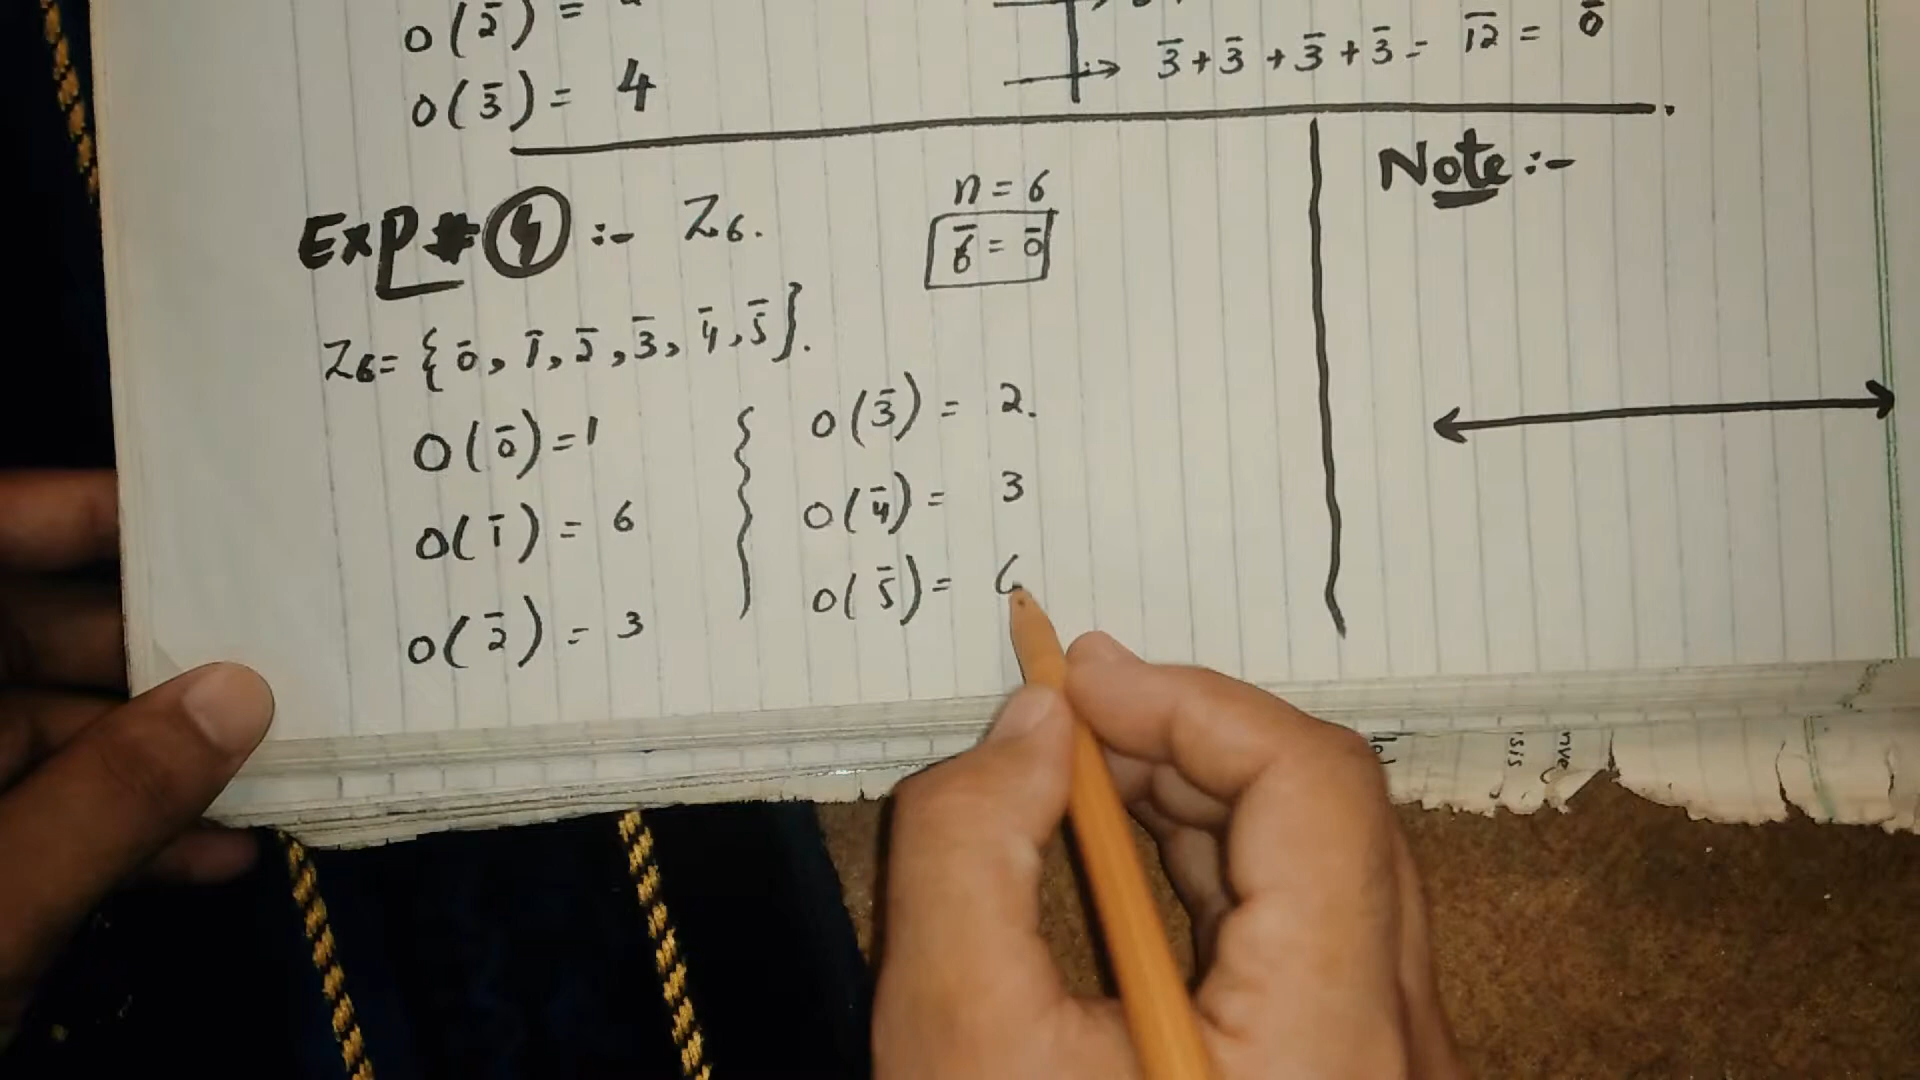 o(2̄) =
o(3̄) = 4
→ 3̄ + 3̄ + 3̄ + 3̄ = 1̄2̄ = 0̄
Exp # 4 :- Z₆.
n = 6
6̄ = 0̄
Z₆ = { 0̄, 1̄, 2̄, 3̄, 4̄, 5̄ }.
o(0̄) = 1
o(1̄) = 6
o(2̄) = 3
o(3̄) = 2.
o(4̄) = 3
o(5̄) = 6
Note :-